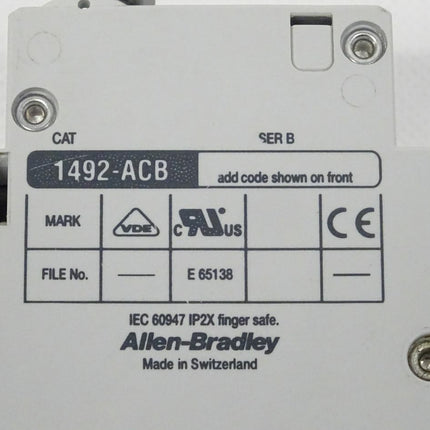 CAT SER B
1492-ACB add code shown on front
MARK VDE c RU US CE
FILE No. — E 65138 —
IEC 60947 IP2X finger safe.
Allen-Bradley
Made in Switzerland